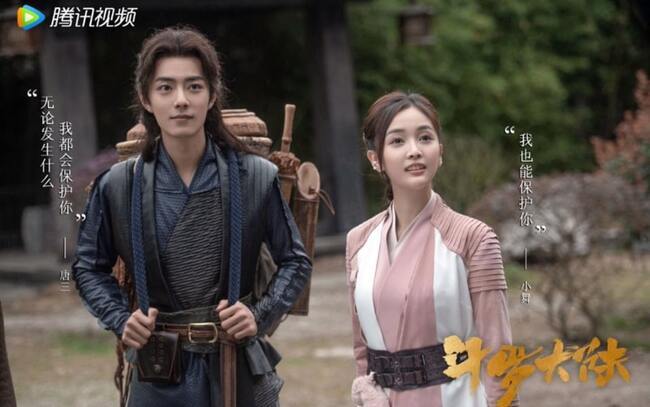 腾讯视频
“无论发生什么
我都会保护你”
——唐三
“我也能保护你”
——小舞
斗罗大陆